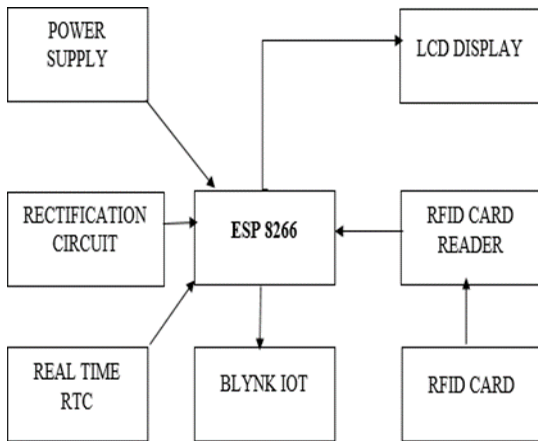 POWER
SUPPLY
LCD DISPLAY
RECTIFICATION
CIRCUIT
ESP 8266
RFID CARD
READER
REAL TIME
RTC
BLYNK IOT
RFID CARD